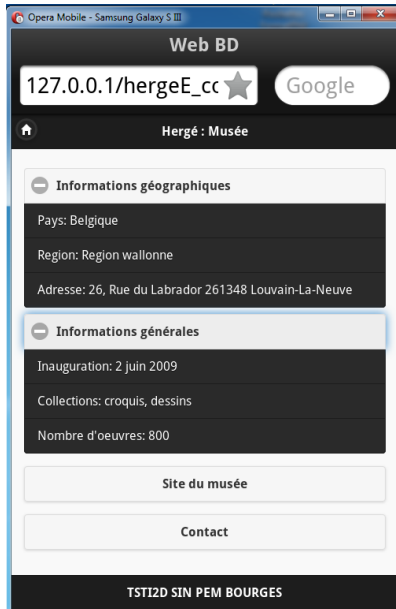 Opera Mobile - Samsung Galaxy S III
Web BD
127.0.0.1/hergeE_cc
Google
Hergé : Musée
Informations géographiques
Pays: Belgique
Region: Region wallonne
Adresse: 26, Rue du Labrador 261348 Louvain-La-Neuve
Informations générales
Inauguration: 2 juin 2009
Collections: croquis, dessins
Nombre d'oeuvres: 800
Site du musée
Contact
TSTI2D SIN PEM BOURGES